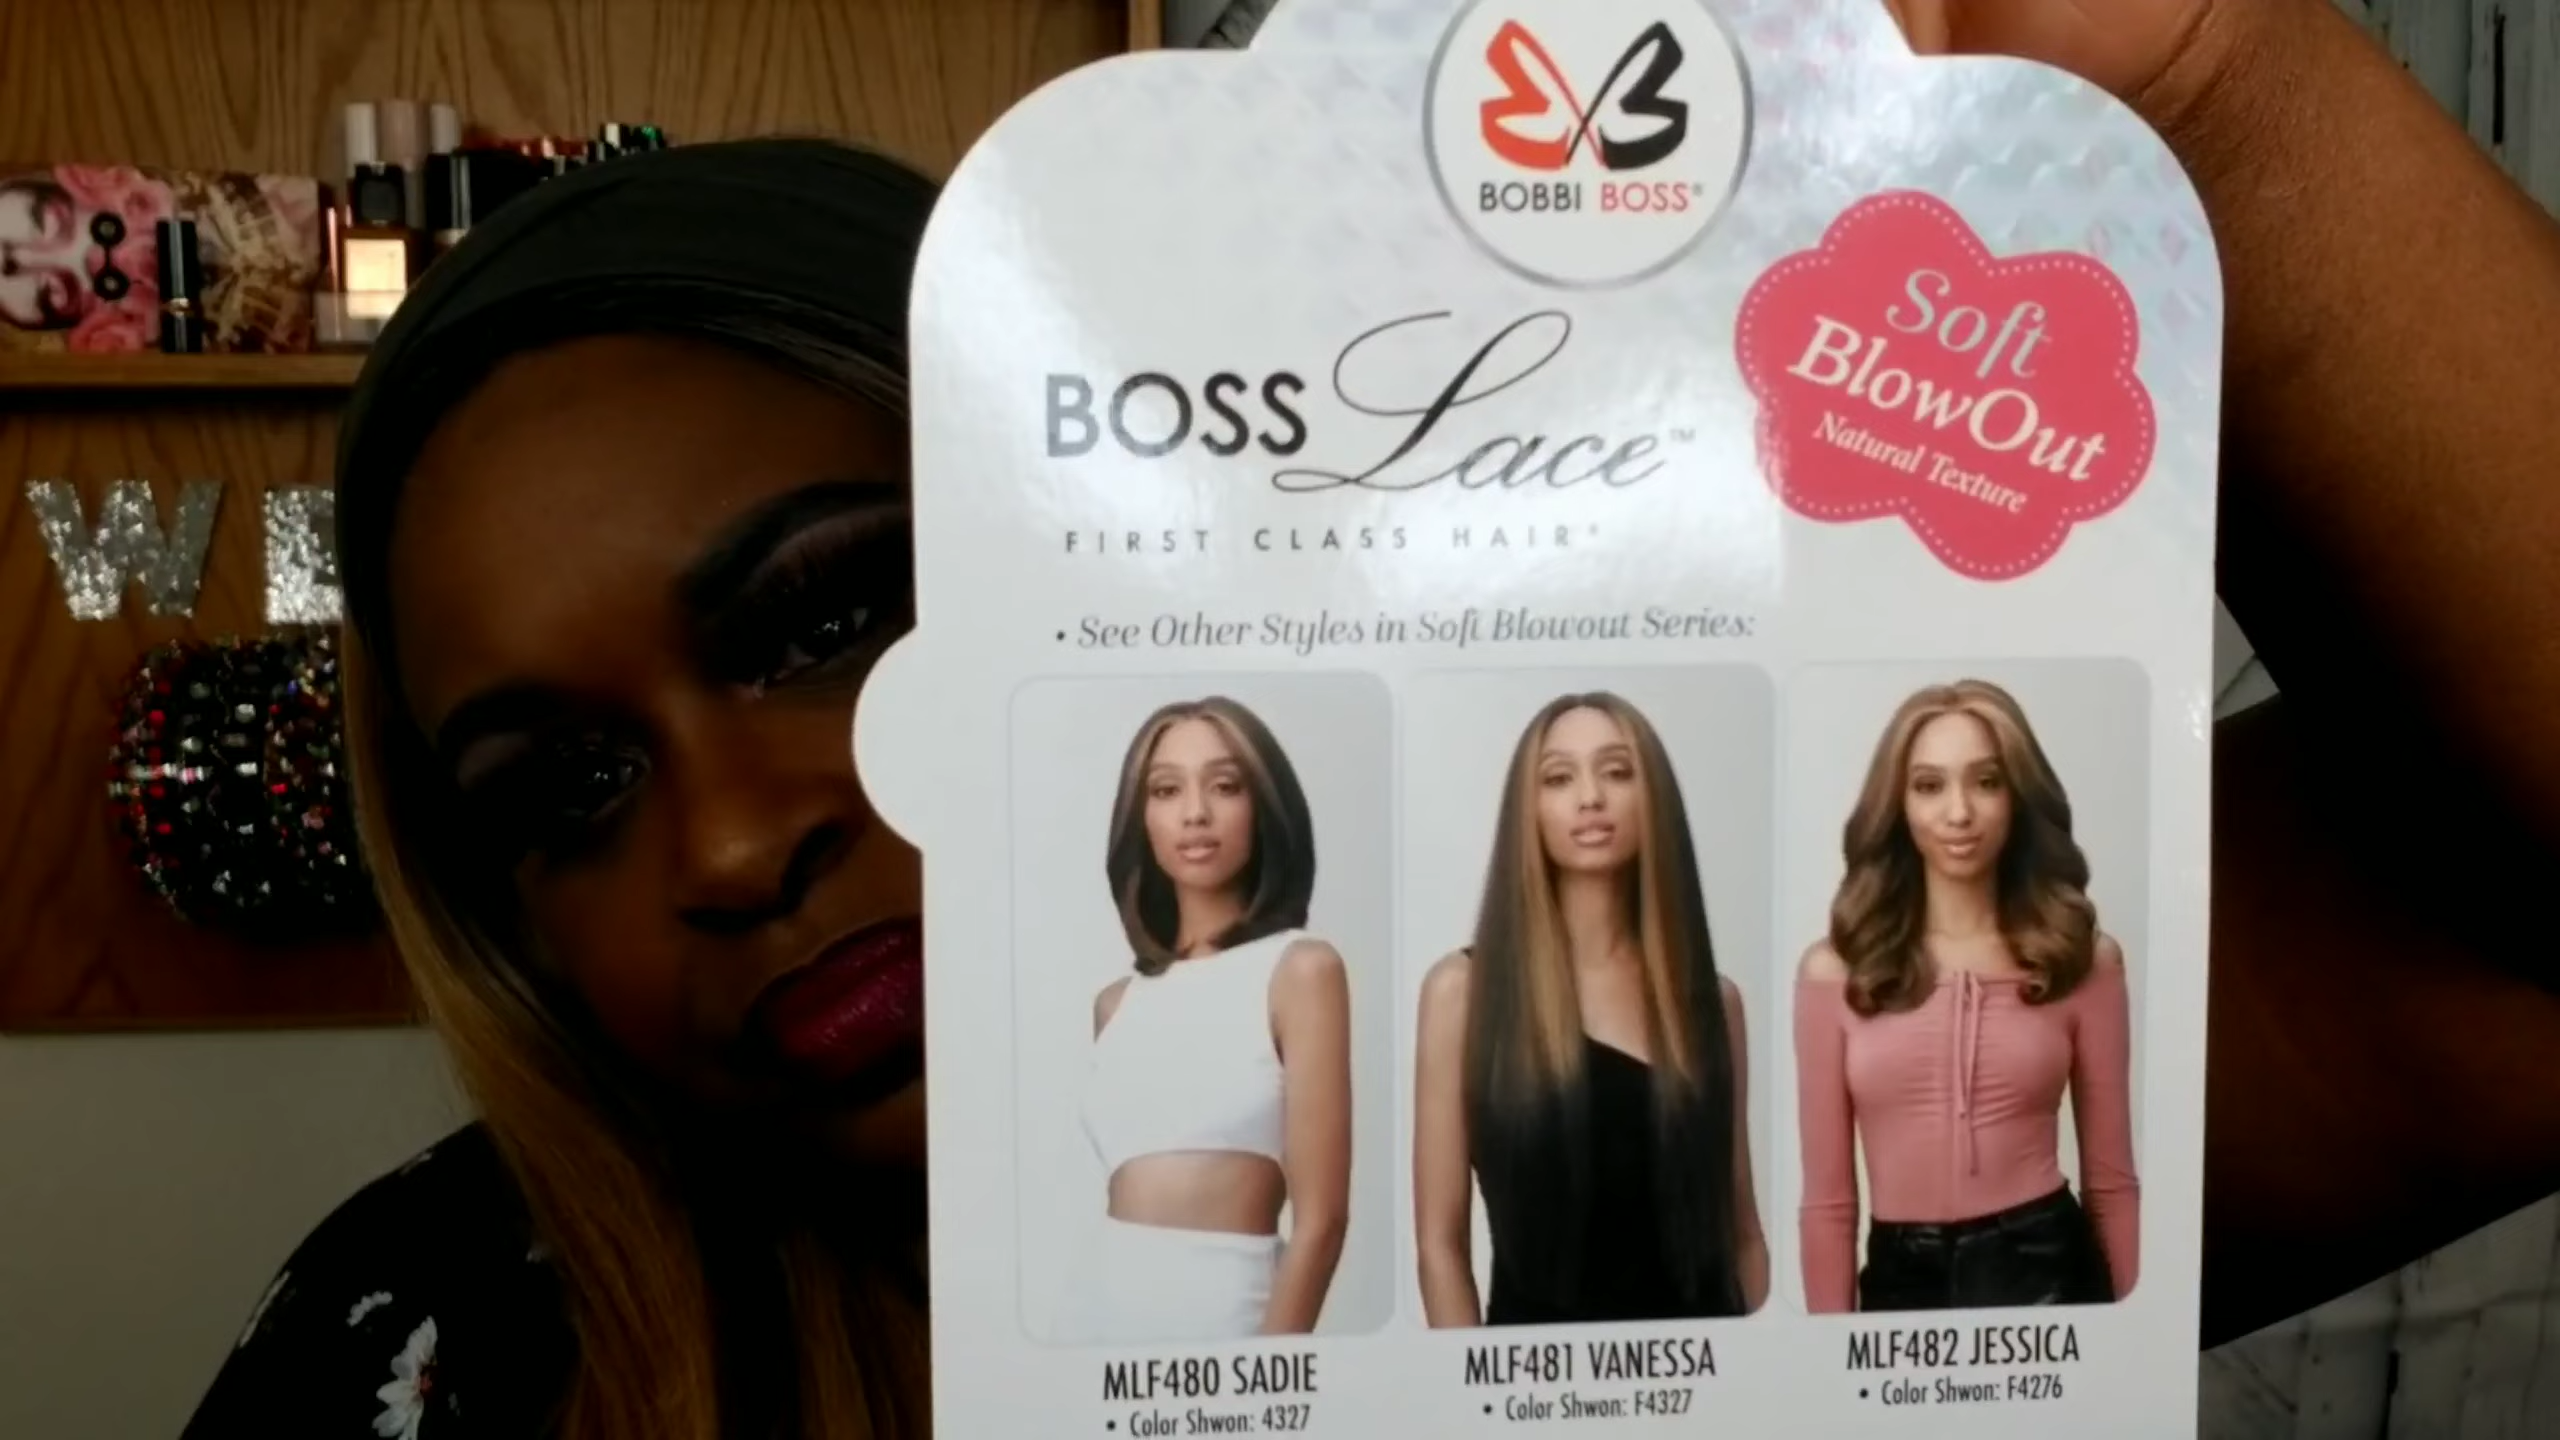 BOBBI BOSS®
BOSS Lace™
FIRST CLASS HAIR®
Soft
BlowOut
Natural Texture
• See Other Styles in Soft Blowout Series:
MLF480 SADIE
• Color Shwon: 4327
MLF481 VANESSA
• Color Shwon: F4327
MLF482 JESSICA
• Color Shwon: F4276
W